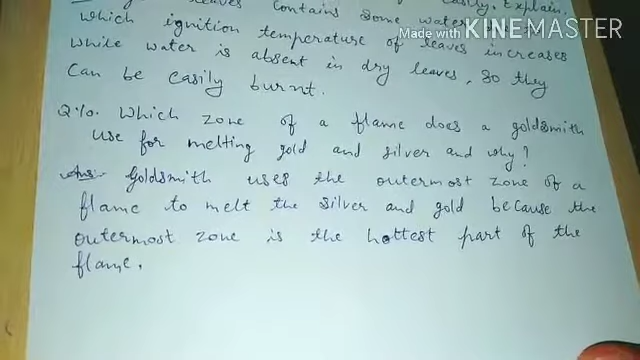 leaves contains some water easily. Explain.
Made with KINEMASTER
which ignition temperature of leaves increases
while water is absent in dry leaves, so they
can be easily burnt.
Q10. Which zone of a flame does a goldsmith
use for melting gold and silver and why?
Ans- Goldsmith uses the outermost zone of a
flame to melt the silver and gold because the
outermost zone is the hottest part of the
flame.